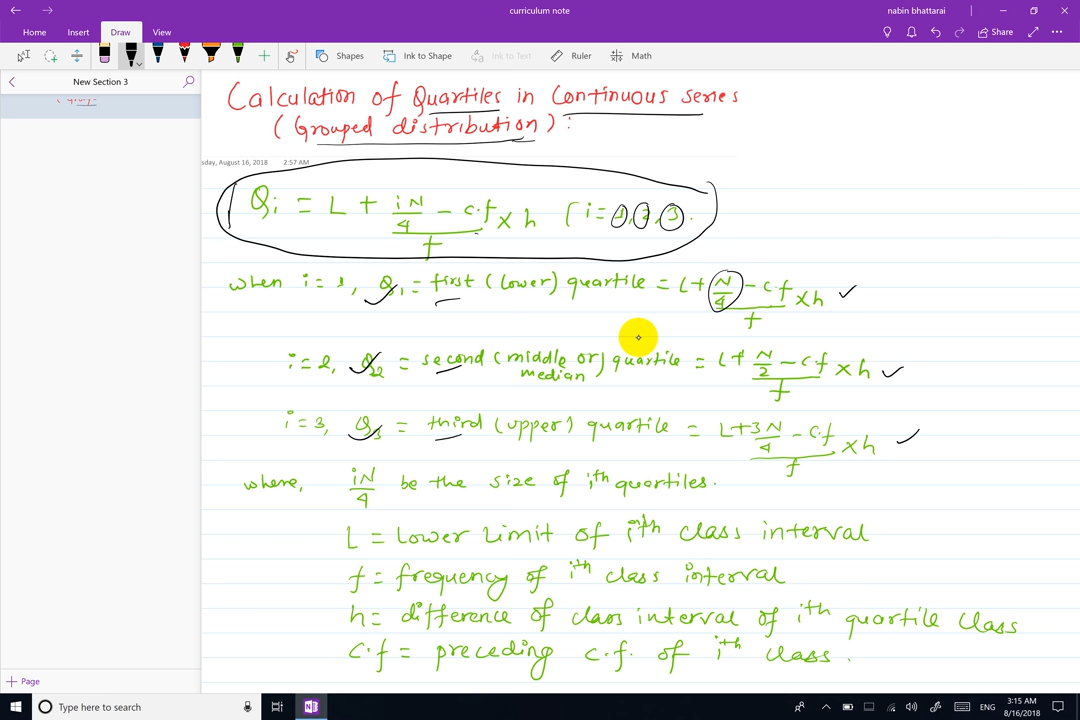 curriculum note
nabin bhattarai
Home Insert Draw View
Share
Shapes Ink to Shape Ink to Text Ruler Math
New Section 3
Calculation of Quartiles in Continuous series
(Grouped distribution) :
sday, August 16, 2018 2:57 AM
Qi = L + (iN/4 - c.f)/f × h [i = 1, 2, 3.
when i = 1, Q1 = first (lower) quartile = L + (N/4 - c.f)/f × h
i = 2, Q2 = second (middle or median) quartile = L + (N/2 - c.f)/f × h
i = 3, Q3 = third (upper) quartile = L + (3N/4 - c.f)/f × h
where, iN/4 be the size of ith quartiles.
L = Lower Limit of ith class interval
f = frequency of ith class interval
h = difference of class interval of ith quartile class
c.f = preceding c.f. of ith class.
Page
Type here to search
ENG
3:15 AM
8/16/2018